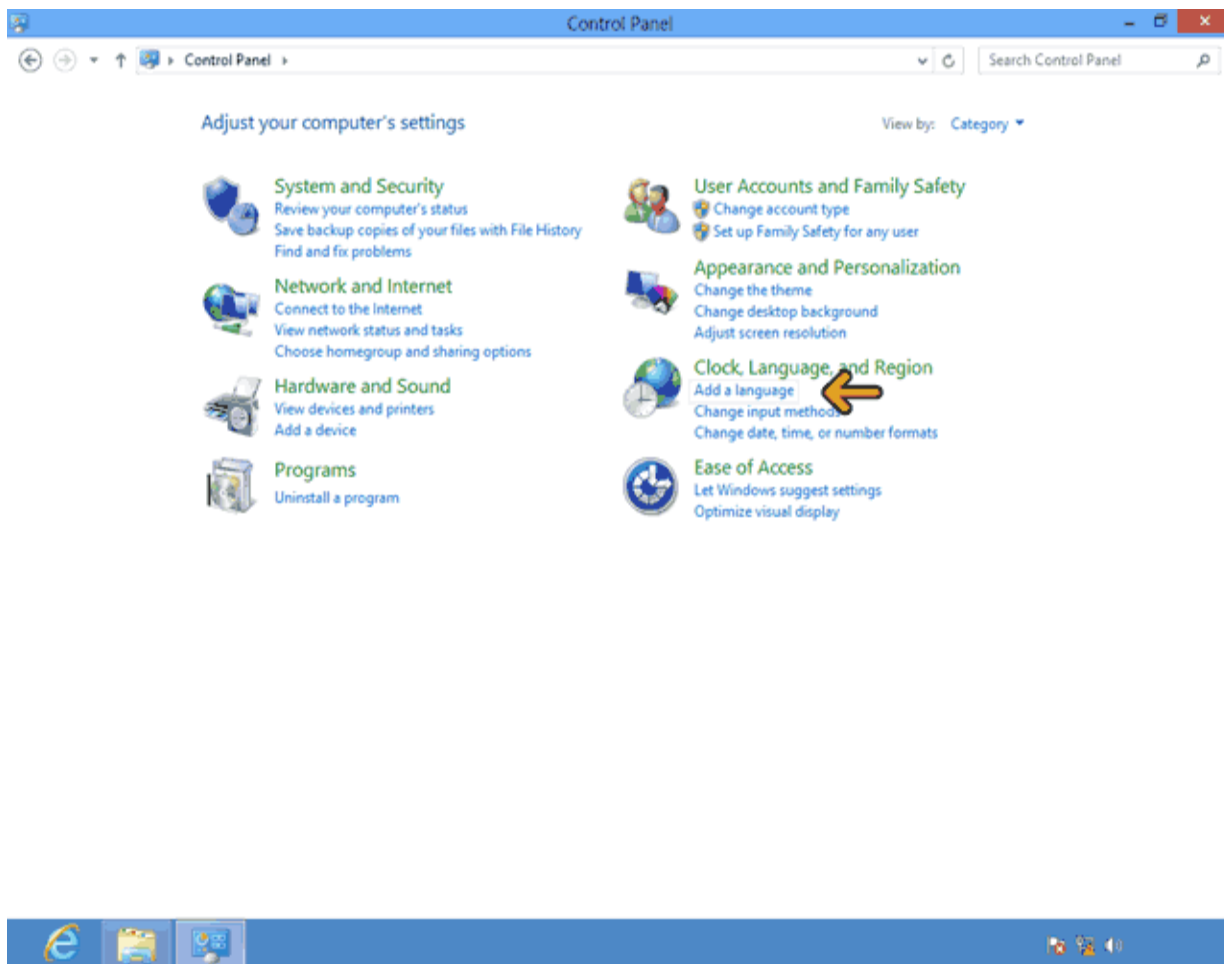 Control Panel
Control Panel
Search Control Panel
Adjust your computer's settings
View by: Category
System and Security
Review your computer's status
Save backup copies of your files with File History
Find and fix problems
Network and Internet
Connect to the Internet
View network status and tasks
Choose homegroup and sharing options
Hardware and Sound
View devices and printers
Add a device
Programs
Uninstall a program
User Accounts and Family Safety
Change account type
Set up Family Safety for any user
Appearance and Personalization
Change the theme
Change desktop background
Adjust screen resolution
Clock, Language, and Region
Add a language
Change input methods
Change date, time, or number formats
Ease of Access
Let Windows suggest settings
Optimize visual display